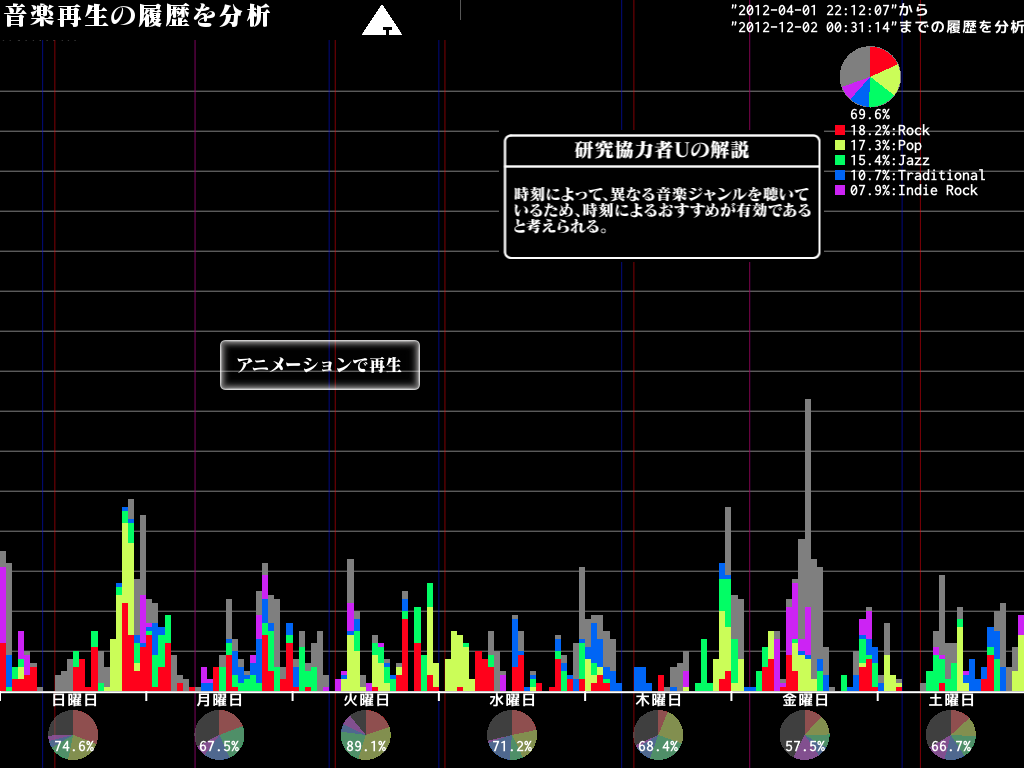 音楽再生の履歴を分析
"2012-04-01 22:12:07"から
"2012-12-02 00:31:14"までの履歴を分析
69.6%
18.2%:Rock
17.3%:Pop
15.4%:Jazz
10.7%:Traditional
07.9%:Indie Rock
研究協力者Uの解説
時刻によって、異なる音楽ジャンルを聴いて
いるため、時刻によるおすすめが有効である
と考えられる。
アニメーションで再生
日曜日 月曜日 火曜日 水曜日 木曜日 金曜日 土曜日
74.6% 67.5% 89.1% 71.2% 68.4% 57.5% 66.7%